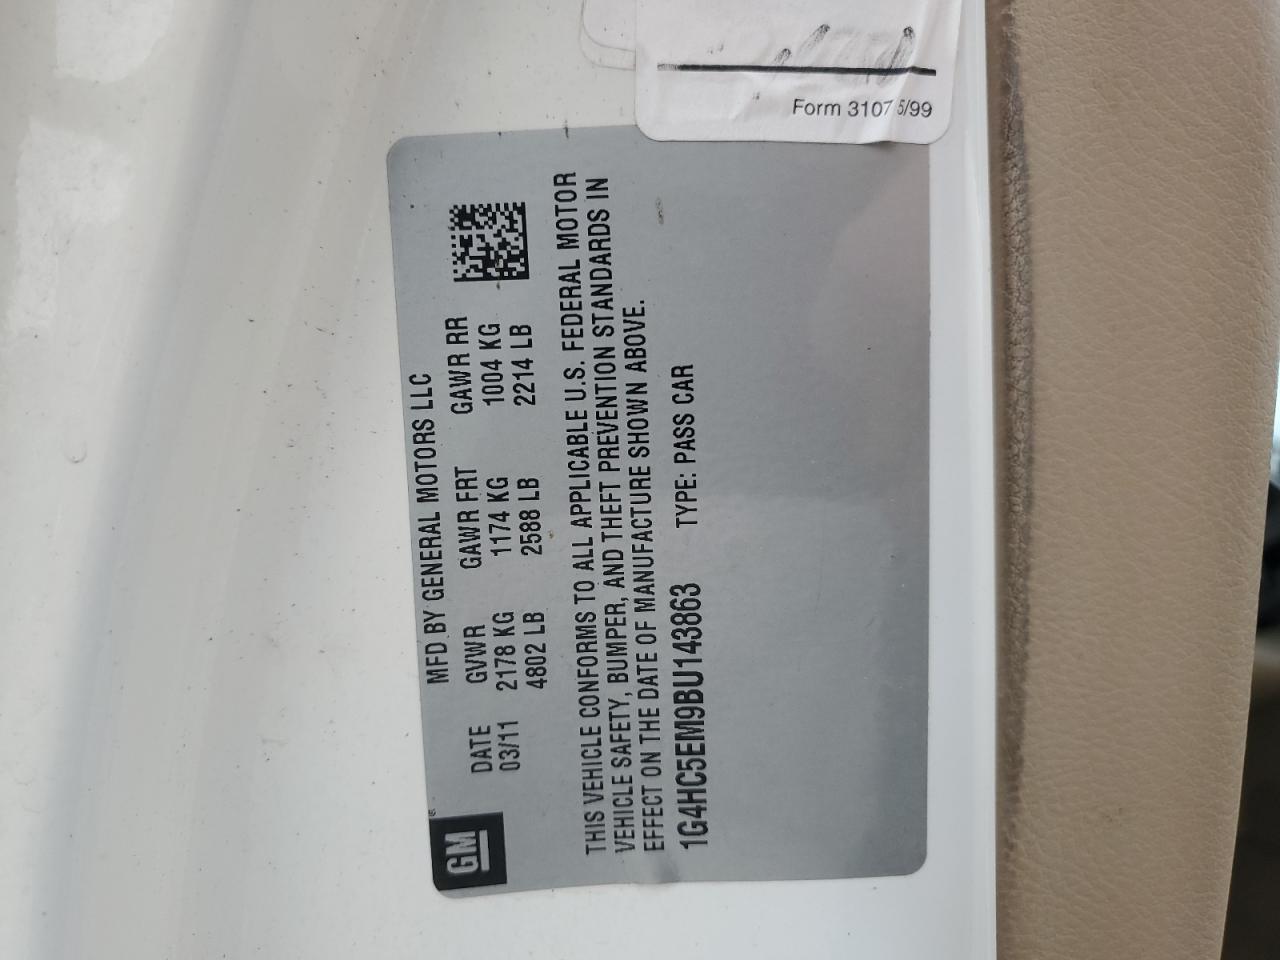 Form 3107 5/99
MFD BY GENERAL MOTORS LLC
GM
DATE GVWR GAWR FRT GAWR RR
03/11 2178 KG 1174 KG 1004 KG
4802 LB 2588 LB 2214 LB
THIS VEHICLE CONFORMS TO ALL APPLICABLE U.S. FEDERAL MOTOR
VEHICLE SAFETY, BUMPER, AND THEFT PREVENTION STANDARDS IN
EFFECT ON THE DATE OF MANUFACTURE SHOWN ABOVE.
1G4HC5EM9BU143863 TYPE: PASS CAR